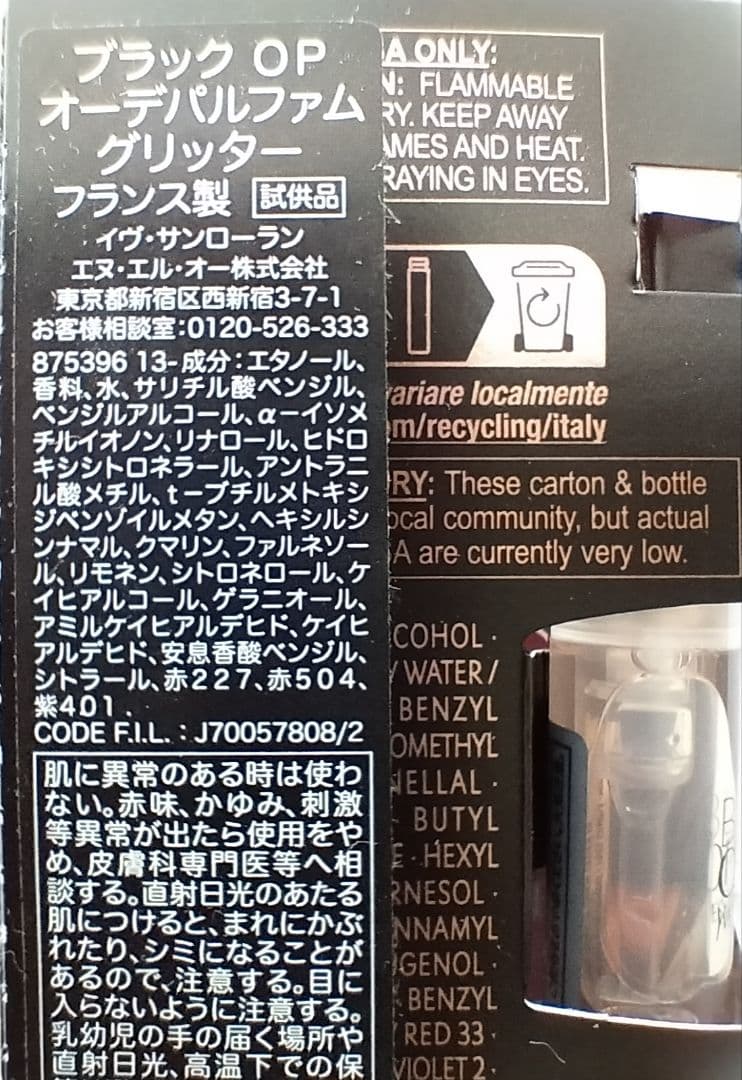 ブラック OP
オーデパルファム
グリッター
フランス製 試供品
イヴ・サンローラン
エヌ・エル・オー株式会社
東京都新宿区西新宿3-7-1
お客様相談室:0120-526-333
875396 13-成分:エタノール、
香料、水、サリチル酸ベンジル、
ベンジルアルコール、α-イソメ
チルイオノン、リナロール、ヒドロ
キシシトロネラール、アントラニ
ル酸メチル、t-ブチルメトキシ
ジベンゾイルメタン、ヘキシルシ
ンナマル、クマリン、ファルネソー
ル、リモネン、シトロネロール、ケ
イヒアルコール、ゲラニオール、
アミルケイヒアルデヒド、ケイヒ
アルデヒド、安息香酸ベンジル、
シトラール、赤227、赤504、
紫401.
CODE F.I.L. : J70057808/2
肌に異常のある時は使わ
ない。赤味、かゆみ、刺激
等異常が出たら使用をや
め、皮膚科専門医等へ相
談する。直射日光のあたる
肌につけると、まれにかぶ
れたり、シミになることが
あるので、注意する。目に
入らないように注意する。
乳幼児の手の届く場所や
直射日光、高温下での保
A ONLY:
N: FLAMMABLE
RY. KEEP AWAY
AMES AND HEAT.
RAYING IN EYES.
ariare localmente
om/recycling/italy
RY: These carton & bottle
ocal community, but actual
A are currently very low.
COHOL ·
/ WATER /
BENZYL
OMETHYL
NELLAL ·
BUTYL
E · HEXYL
RNESOL ·
NNAMYL
GENOL ·
BENZYL
/ RED 33 ·
VIOLET 2 ·